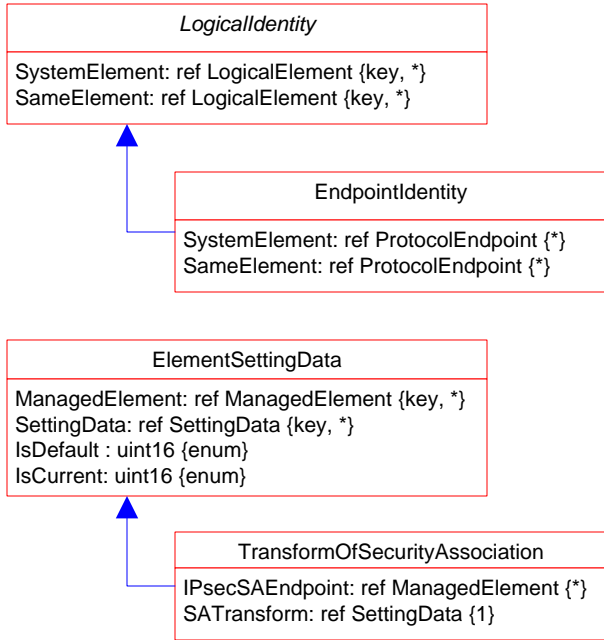 LogicalIdentity
SystemElement: ref LogicalElement {key, *}
SameElement: ref LogicalElement {key, *}
EndpointIdentity
SystemElement: ref ProtocolEndpoint {*}
SameElement: ref ProtocolEndpoint {*}
ElementSettingData
ManagedElement: ref ManagedElement {key, *}
SettingData: ref SettingData {key, *}
IsDefault : uint16 {enum}
IsCurrent: uint16 {enum}
TransformOfSecurityAssociation
IPsecSAEndpoint: ref ManagedElement {*}
SATransform: ref SettingData {1}